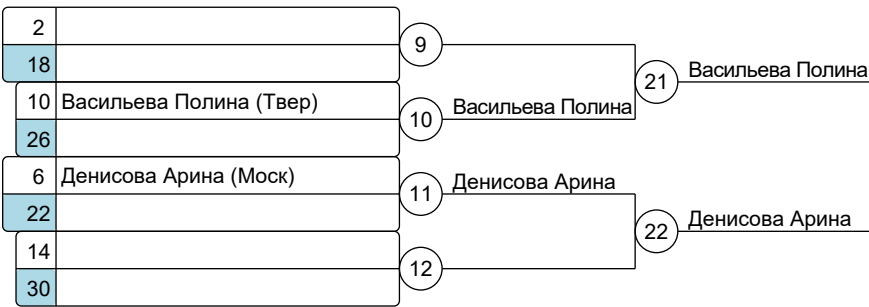 2
9
18
21 Васильева Полина
10 Васильева Полина (Твер)
10 Васильева Полина
26
6 Денисова Арина (Моск)
11 Денисова Арина
22
22 Денисова Арина
14
12
30